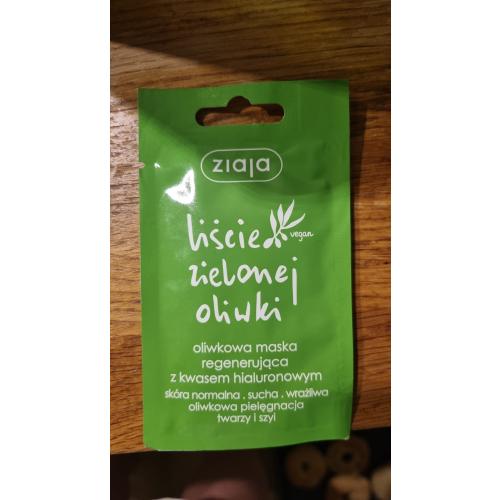 ziaja
liście
vegan
zielonej
oliwki
oliwkowa maska
regenerująca
z kwasem hialuronowym
skóra normalna . sucha . wrażliwa
oliwkowa pielęgnacja
twarzy i szyi